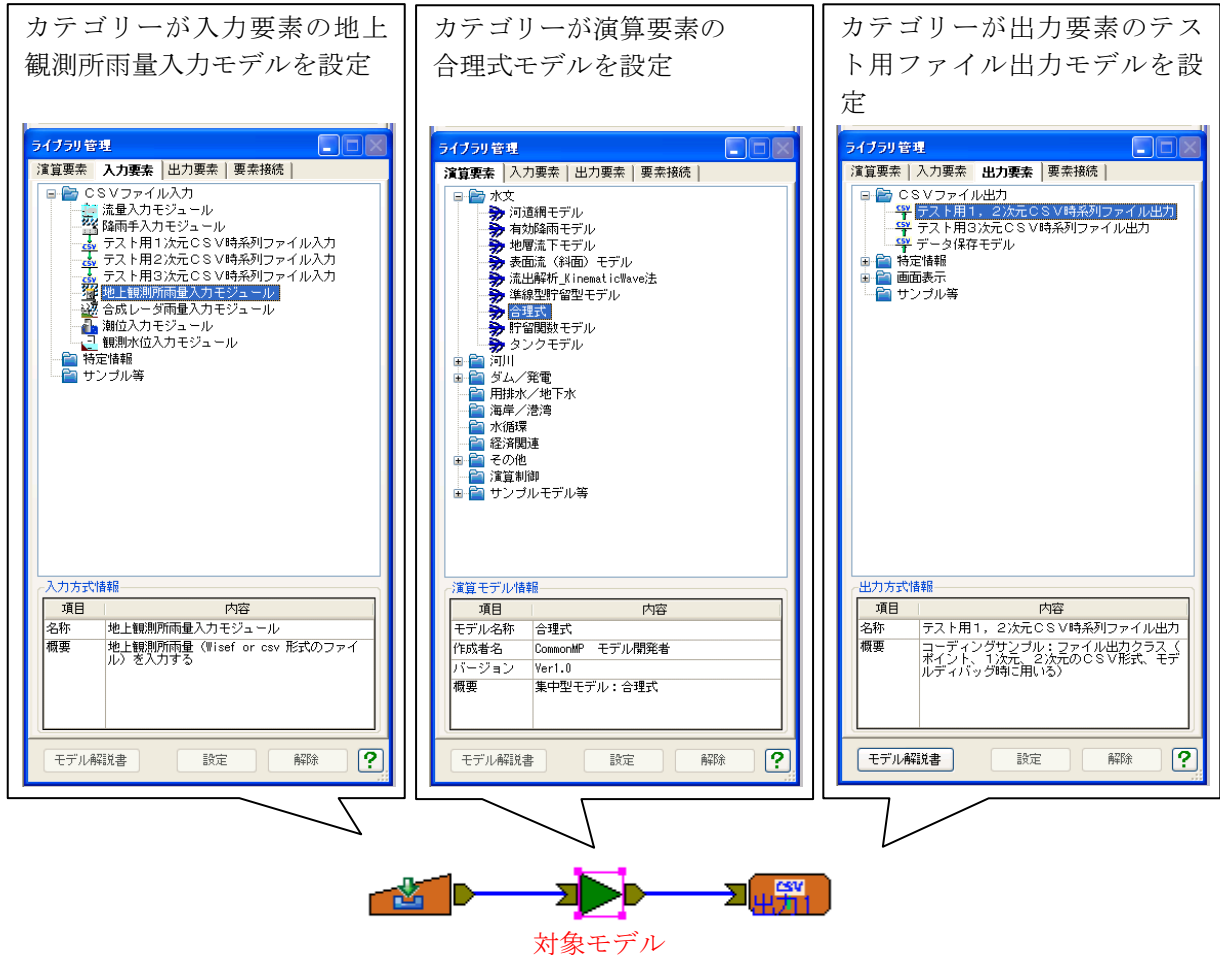 カテゴリーが入力要素の地上
観測所雨量入力モデルを設定
ライブラリ管理
演算要素 入力要素 出力要素 要素接続
CSVファイル入力
流量入力モジュール
降雨手入力モジュール
テスト用1次元CSV時系列ファイル入力
テスト用2次元CSV時系列ファイル入力
テスト用3次元CSV時系列ファイル入力
地上観測所雨量入力モジュール
合成レーダ雨量入力モジュール
潮位入力モジュール
観測水位入力モジュール
特定情報
サンプル等
入力方式情報
項目 内容
名称 地上観測所雨量入力モジュール
概要 地上観測所雨量(Wisef or csv 形式のファイ
ル)を入力する
モデル解説書 設定 解除 ?
カテゴリーが演算要素の
合理式モデルを設定
ライブラリ管理
演算要素 入力要素 出力要素 要素接続
水文
河道網モデル
有効降雨モデル
地層流下モデル
表面流(斜面)モデル
流出解析_KinematicWave法
準線型貯留型モデル
合理式
貯留関数モデル
タンクモデル
河川
ダム/発電
用排水/地下水
海岸/港湾
水循環
経済関連
その他
演算制御
サンプルモデル等
演算モデル情報
項目 内容
モデル名称 合理式
作成者名 CommonMP モデル開発者
バージョン Ver1.0
概要 集中型モデル:合理式
モデル解説書 設定 解除 ?
カテゴリーが出力要素のテス
ト用ファイル出力モデルを設
定
ライブラリ管理
演算要素 入力要素 出力要素 要素接続
CSVファイル出力
テスト用1,2次元CSV時系列ファイル出力
テスト用3次元CSV時系列ファイル出力
データ保存モデル
特定情報
画面表示
サンプル等
出力方式情報
項目 内容
名称 テスト用1,2次元CSV時系列ファイル出力
概要 コーディングサンプル:ファイル出力クラス(
ポイント、1次元、2次元のCSV形式、モデ
ルディバッグ時に用いる)
モデル解説書 設定 解除 ?
CSV
出力1
対象モデル